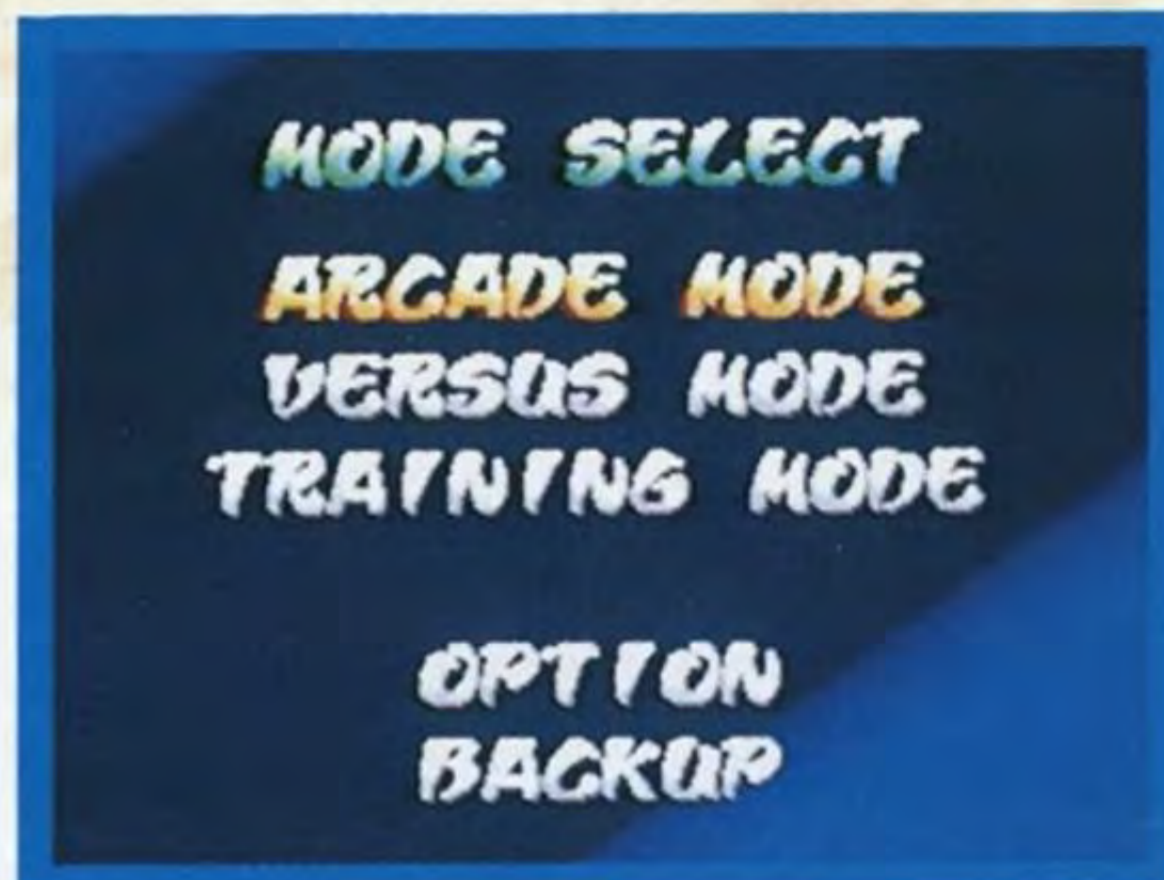 MODE SELECT
ARCADE MODE
VERSUS MODE
TRAINING MODE
OPTION
BACKUP